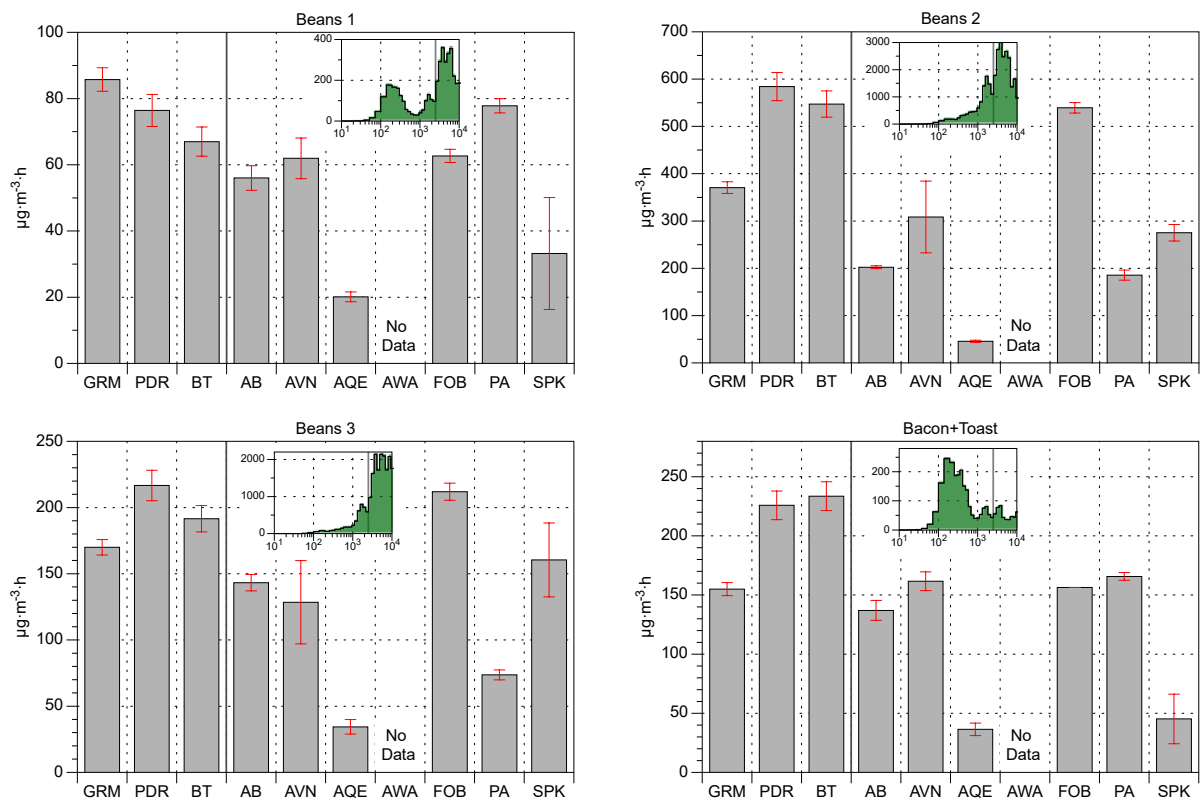 Beans 1
µg·m-3·h
100
80
60
40
20
0
400
200
0
101 102 103 104
No
Data
GRM PDR BT AB AVN AQE AWA FOB PA SPK
Beans 2
µg·m-3·h
700
600
500
400
300
200
100
0
3000
2000
1000
0
101 102 103 104
No
Data
GRM PDR BT AB AVN AQE AWA FOB PA SPK
Beans 3
µg·m-3·h
250
200
150
100
50
0
2000
1000
0
10 1 102 103 104
No
Data
GRM PDR BT AB AVN AQE AWA FOB PA SPK
Bacon+Toast
µg·m-3·h
250
200
150
100
50
0
200
100
0
101 102 103 104
No
Data
GRM PDR BT AB AVN AQE AWA FOB PA SPK